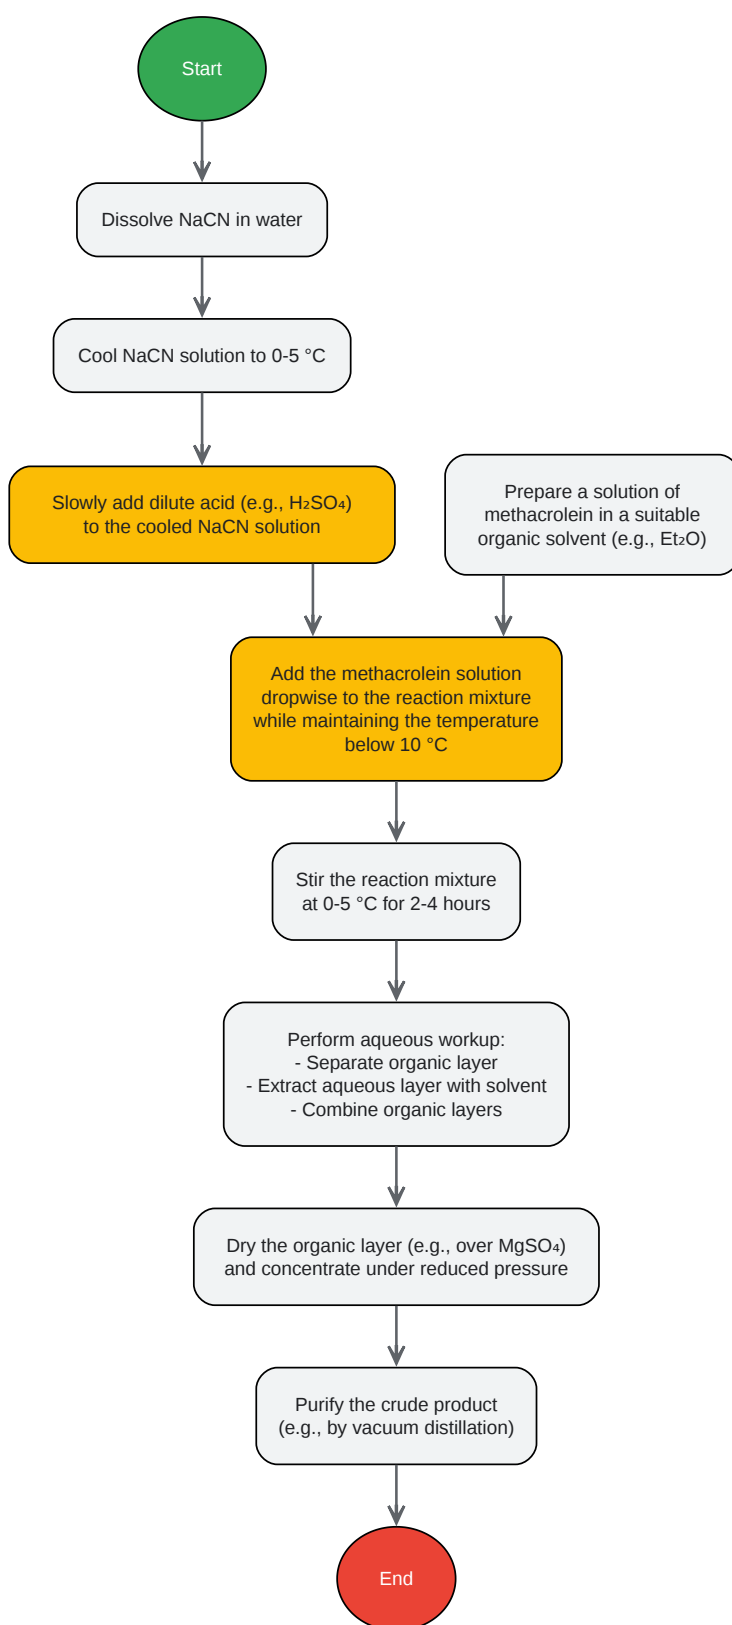 Start
Dissolve NaCN in water
Cool NaCN solution to 0-5 °C
Slowly add dilute acid (e.g., H₂SO₄)
to the cooled NaCN solution
Prepare a solution of
methacrolein in a suitable
organic solvent (e.g., Et₂O)
Add the methacrolein solution
dropwise to the reaction mixture
while maintaining the temperature
below 10 °C
Stir the reaction mixture
at 0-5 °C for 2-4 hours
Perform aqueous workup:
- Separate organic layer
- Extract aqueous layer with solvent
- Combine organic layers
Dry the organic layer (e.g., over MgSO₄)
and concentrate under reduced pressure
Purify the crude product
(e.g., by vacuum distillation)
End